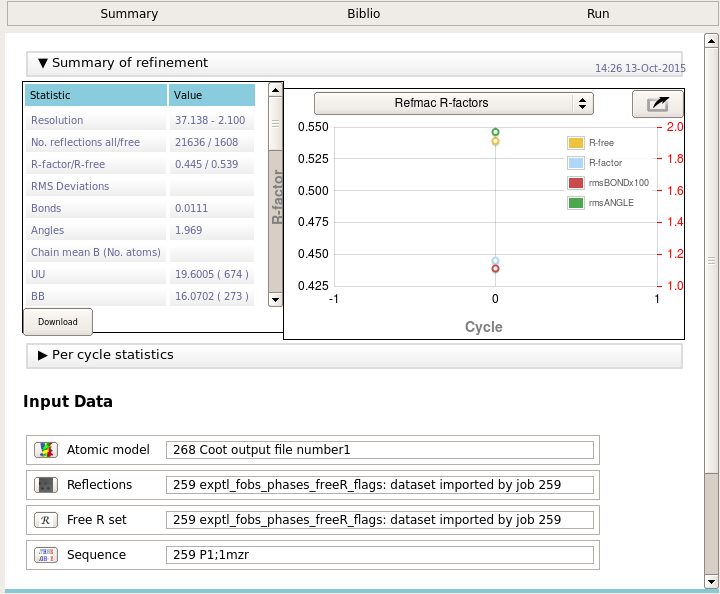 Summary Biblio Run
▼ Summary of refinement
14:26 13-Oct-2015
Statistic Value
Resolution 37.138 - 2.100
No. reflections all/free 21636 / 1608
R-factor/R-free 0.445 / 0.539
RMS Deviations
Bonds 0.0111
Angles 1.969
Chain mean B (No. atoms)
UU 19.6005 ( 674 )
BB 16.0702 ( 273 )
Download
Refmac R-factors
R-factor
0.550
0.525
0.500
0.475
0.450
0.425
R-free
R-factor
rmsBONDx100
rmsANGLE
2.0
1.8
1.6
1.4
1.2
1.0
-1 0 1
Cycle
▶ Per cycle statistics
Input Data
Atomic model 268 Coot output file number1
Reflections 259 exptl_fobs_phases_freeR_flags: dataset imported by job 259
R Free R set 259 exptl_fobs_phases_freeR_flags: dataset imported by job 259
Sequence 259 P1;1mzr